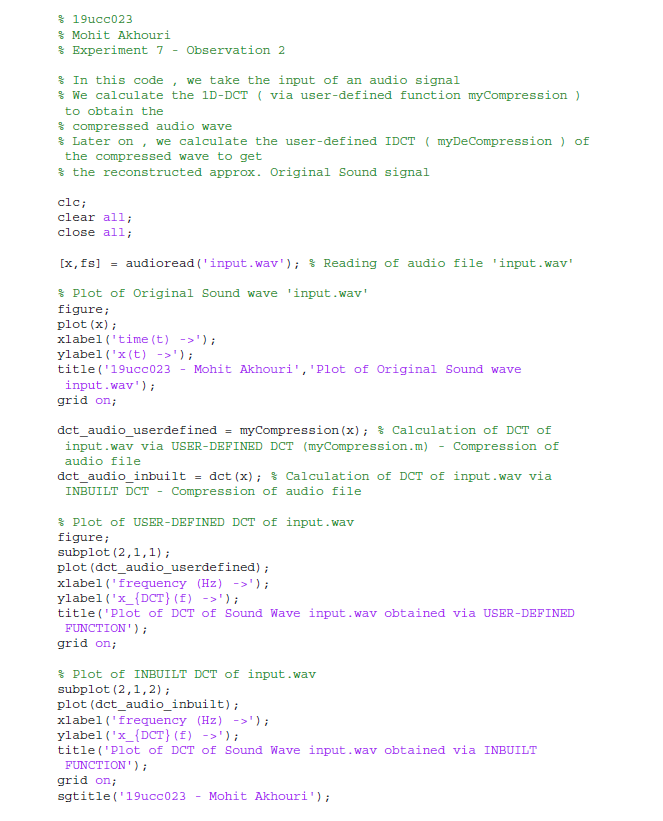 % 19ucc023
% Mohit Akhouri
% Experiment 7 - Observation 2
% In this code , we take the input of an audio signal
% We calculate the 1D-DCT ( via user-defined function myCompression )
to obtain the
% compressed audio wave
% Later on , we calculate the user-defined IDCT ( myDeCompression ) of
the compressed wave to get
% the reconstructed approx. Original Sound signal
clc;
clear all;
close all;
[x,fs] = audioread('input.wav'); % Reading of audio file 'input.wav'
% Plot of Original Sound wave 'input.wav'
figure;
plot(x);
xlabel('time(t) ->');
ylabel('x(t) ->');
title('19ucc023 - Mohit Akhouri','Plot of Original Sound wave
input.wav');
grid on;
dct_audio_userdefined = myCompression(x); % Calculation of DCT of
input.wav via USER-DEFINED DCT (myCompression.m) - Compression of
audio file
dct_audio_inbuilt = dct(x); % Calculation of DCT of input.wav via
INBUILT DCT - Compression of audio file
% Plot of USER-DEFINED DCT of input.wav
figure;
subplot(2,1,1);
plot(dct_audio_userdefined);
xlabel('frequency (Hz) ->');
ylabel('x_{DCT}(f) ->');
title('Plot of DCT of Sound Wave input.wav obtained via USER-DEFINED
FUNCTION');
grid on;
% Plot of INBUILT DCT of input.wav
subplot(2,1,2);
plot(dct_audio_inbuilt);
xlabel('frequency (Hz) ->');
ylabel('x_{DCT}(f) ->');
title('Plot of DCT of Sound Wave input.wav obtained via INBUILT
FUNCTION');
grid on;
sgtitle('19ucc023 - Mohit Akhouri');